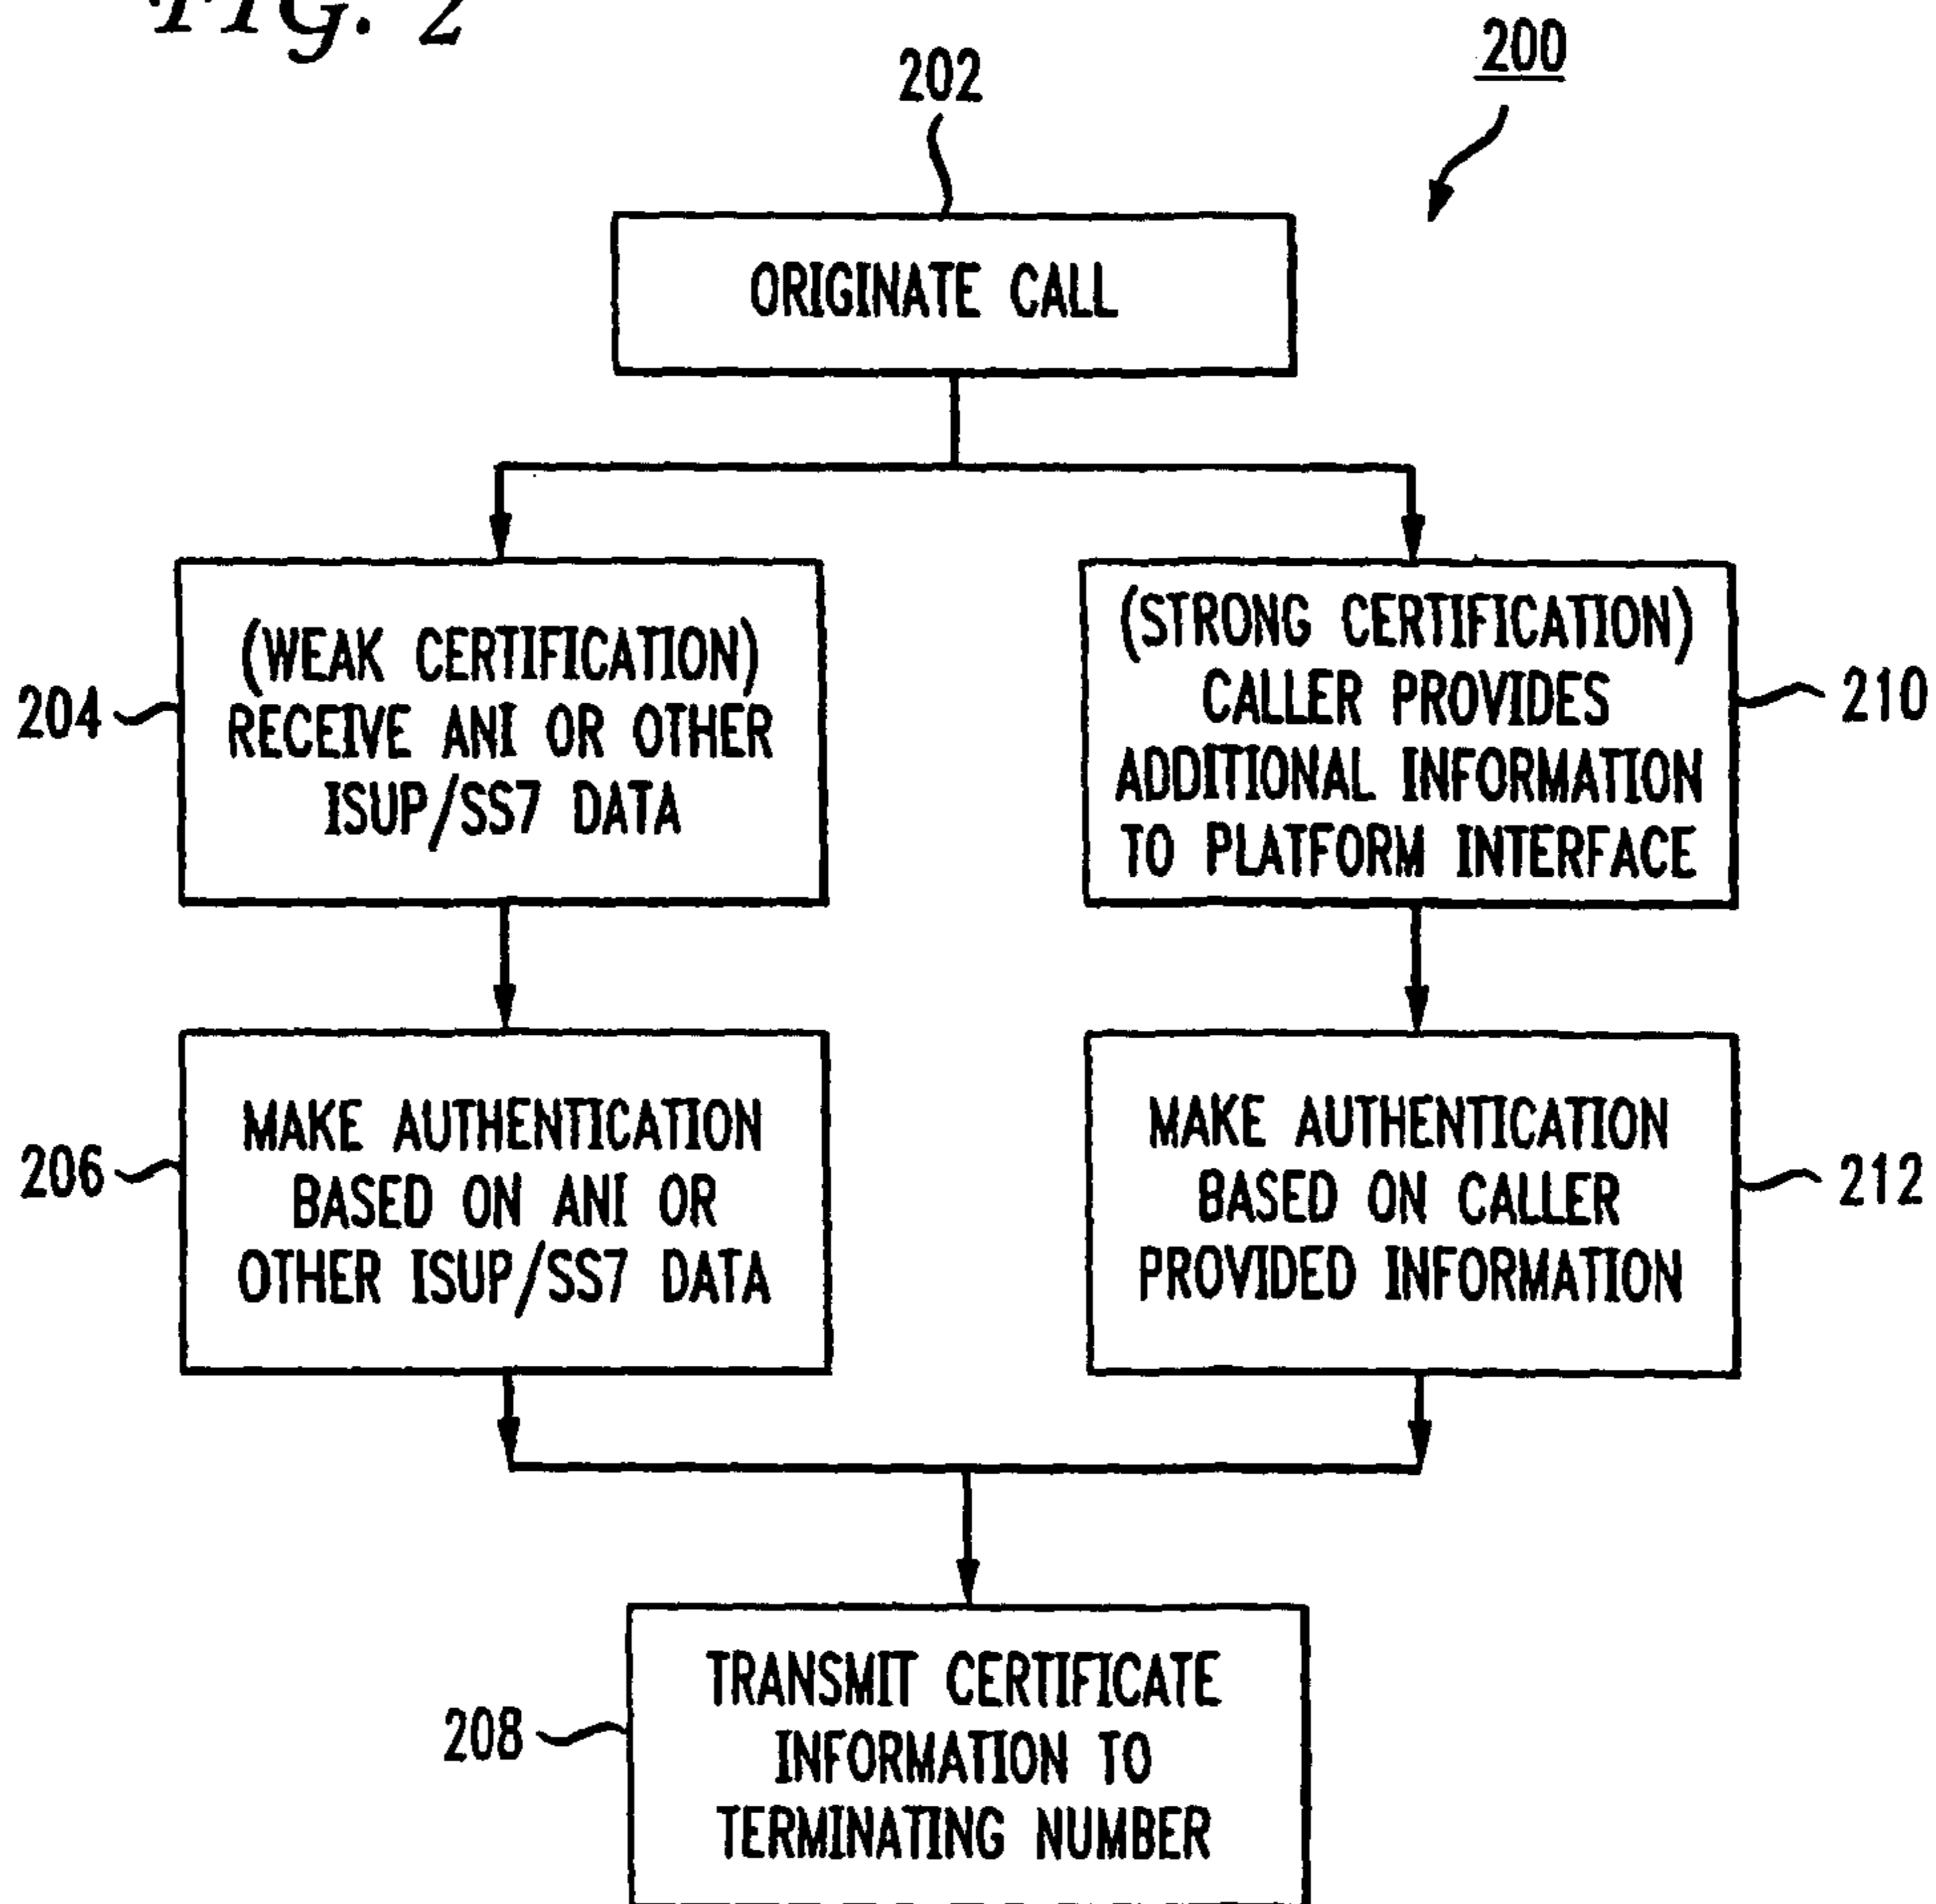 FIG. 2
200
202
ORIGINATE CALL
(WEAK CERTIFICATION)
RECEIVE ANI OR OTHER
ISUP/SS7 DATA
204
(STRONG CERTIFICATION)
CALLER PROVIDES
ADDITIONAL INFORMATION
TO PLATFORM INTERFACE
210
MAKE AUTHENTICATION
BASED ON ANI OR
OTHER ISUP/SS7 DATA
206
MAKE AUTHENTICATION
BASED ON CALLER
PROVIDED INFORMATION
212
TRANSMIT CERTIFICATE
INFORMATION TO
TERMINATING NUMBER
208